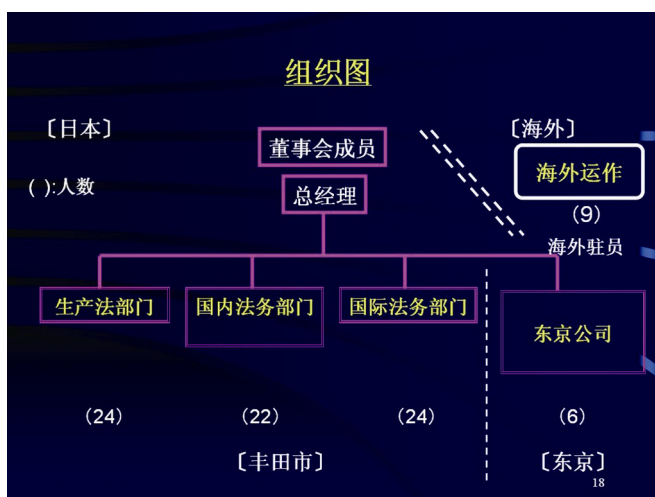 组织图
〔日本〕
〔海外〕
董事会成员
海外运作
( ):人数
总经理
（9）
海外驻员
生产法部门
国内法务部门
国际法务部门
东京公司
（24）
（22）
（24）
（6）
〔丰田市〕
〔东京〕
18